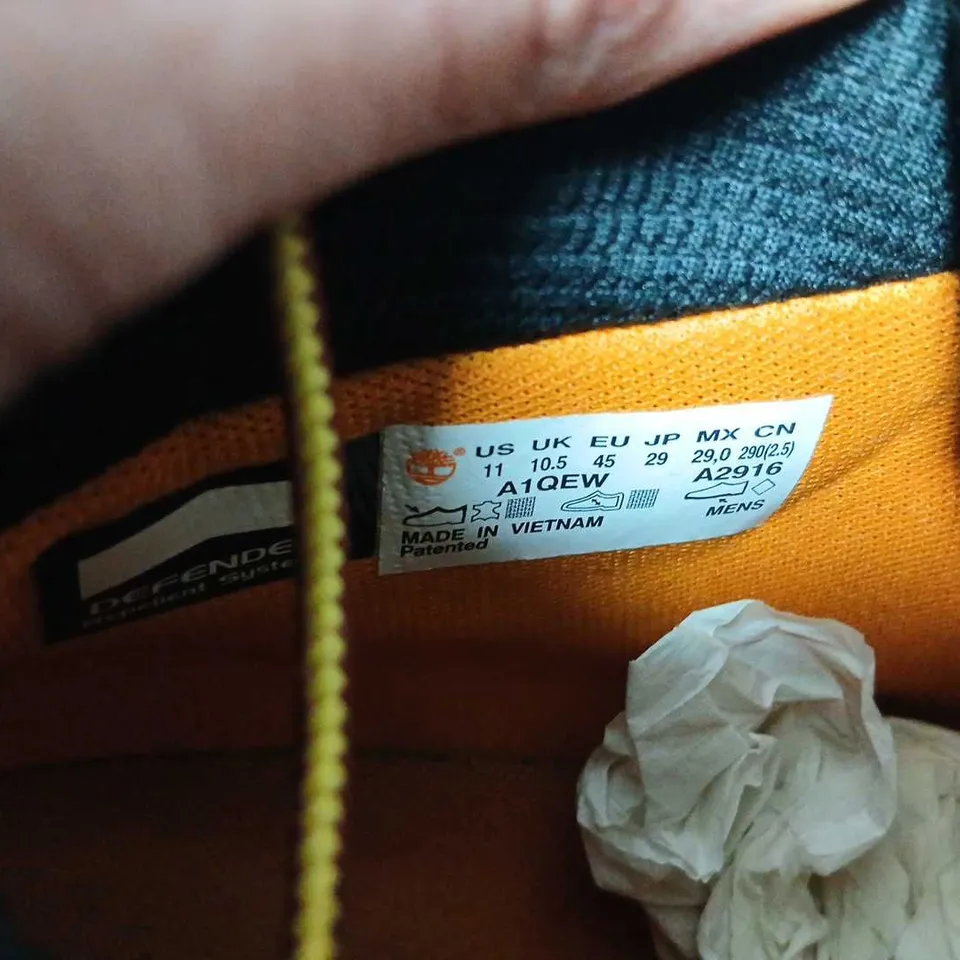 US UK EU JP MX CN
11 10.5 45 29 29,0 290(2.5)
A1QEW A2916
MENS
MADE IN VIETNAM
Patented
DEFENDE
System